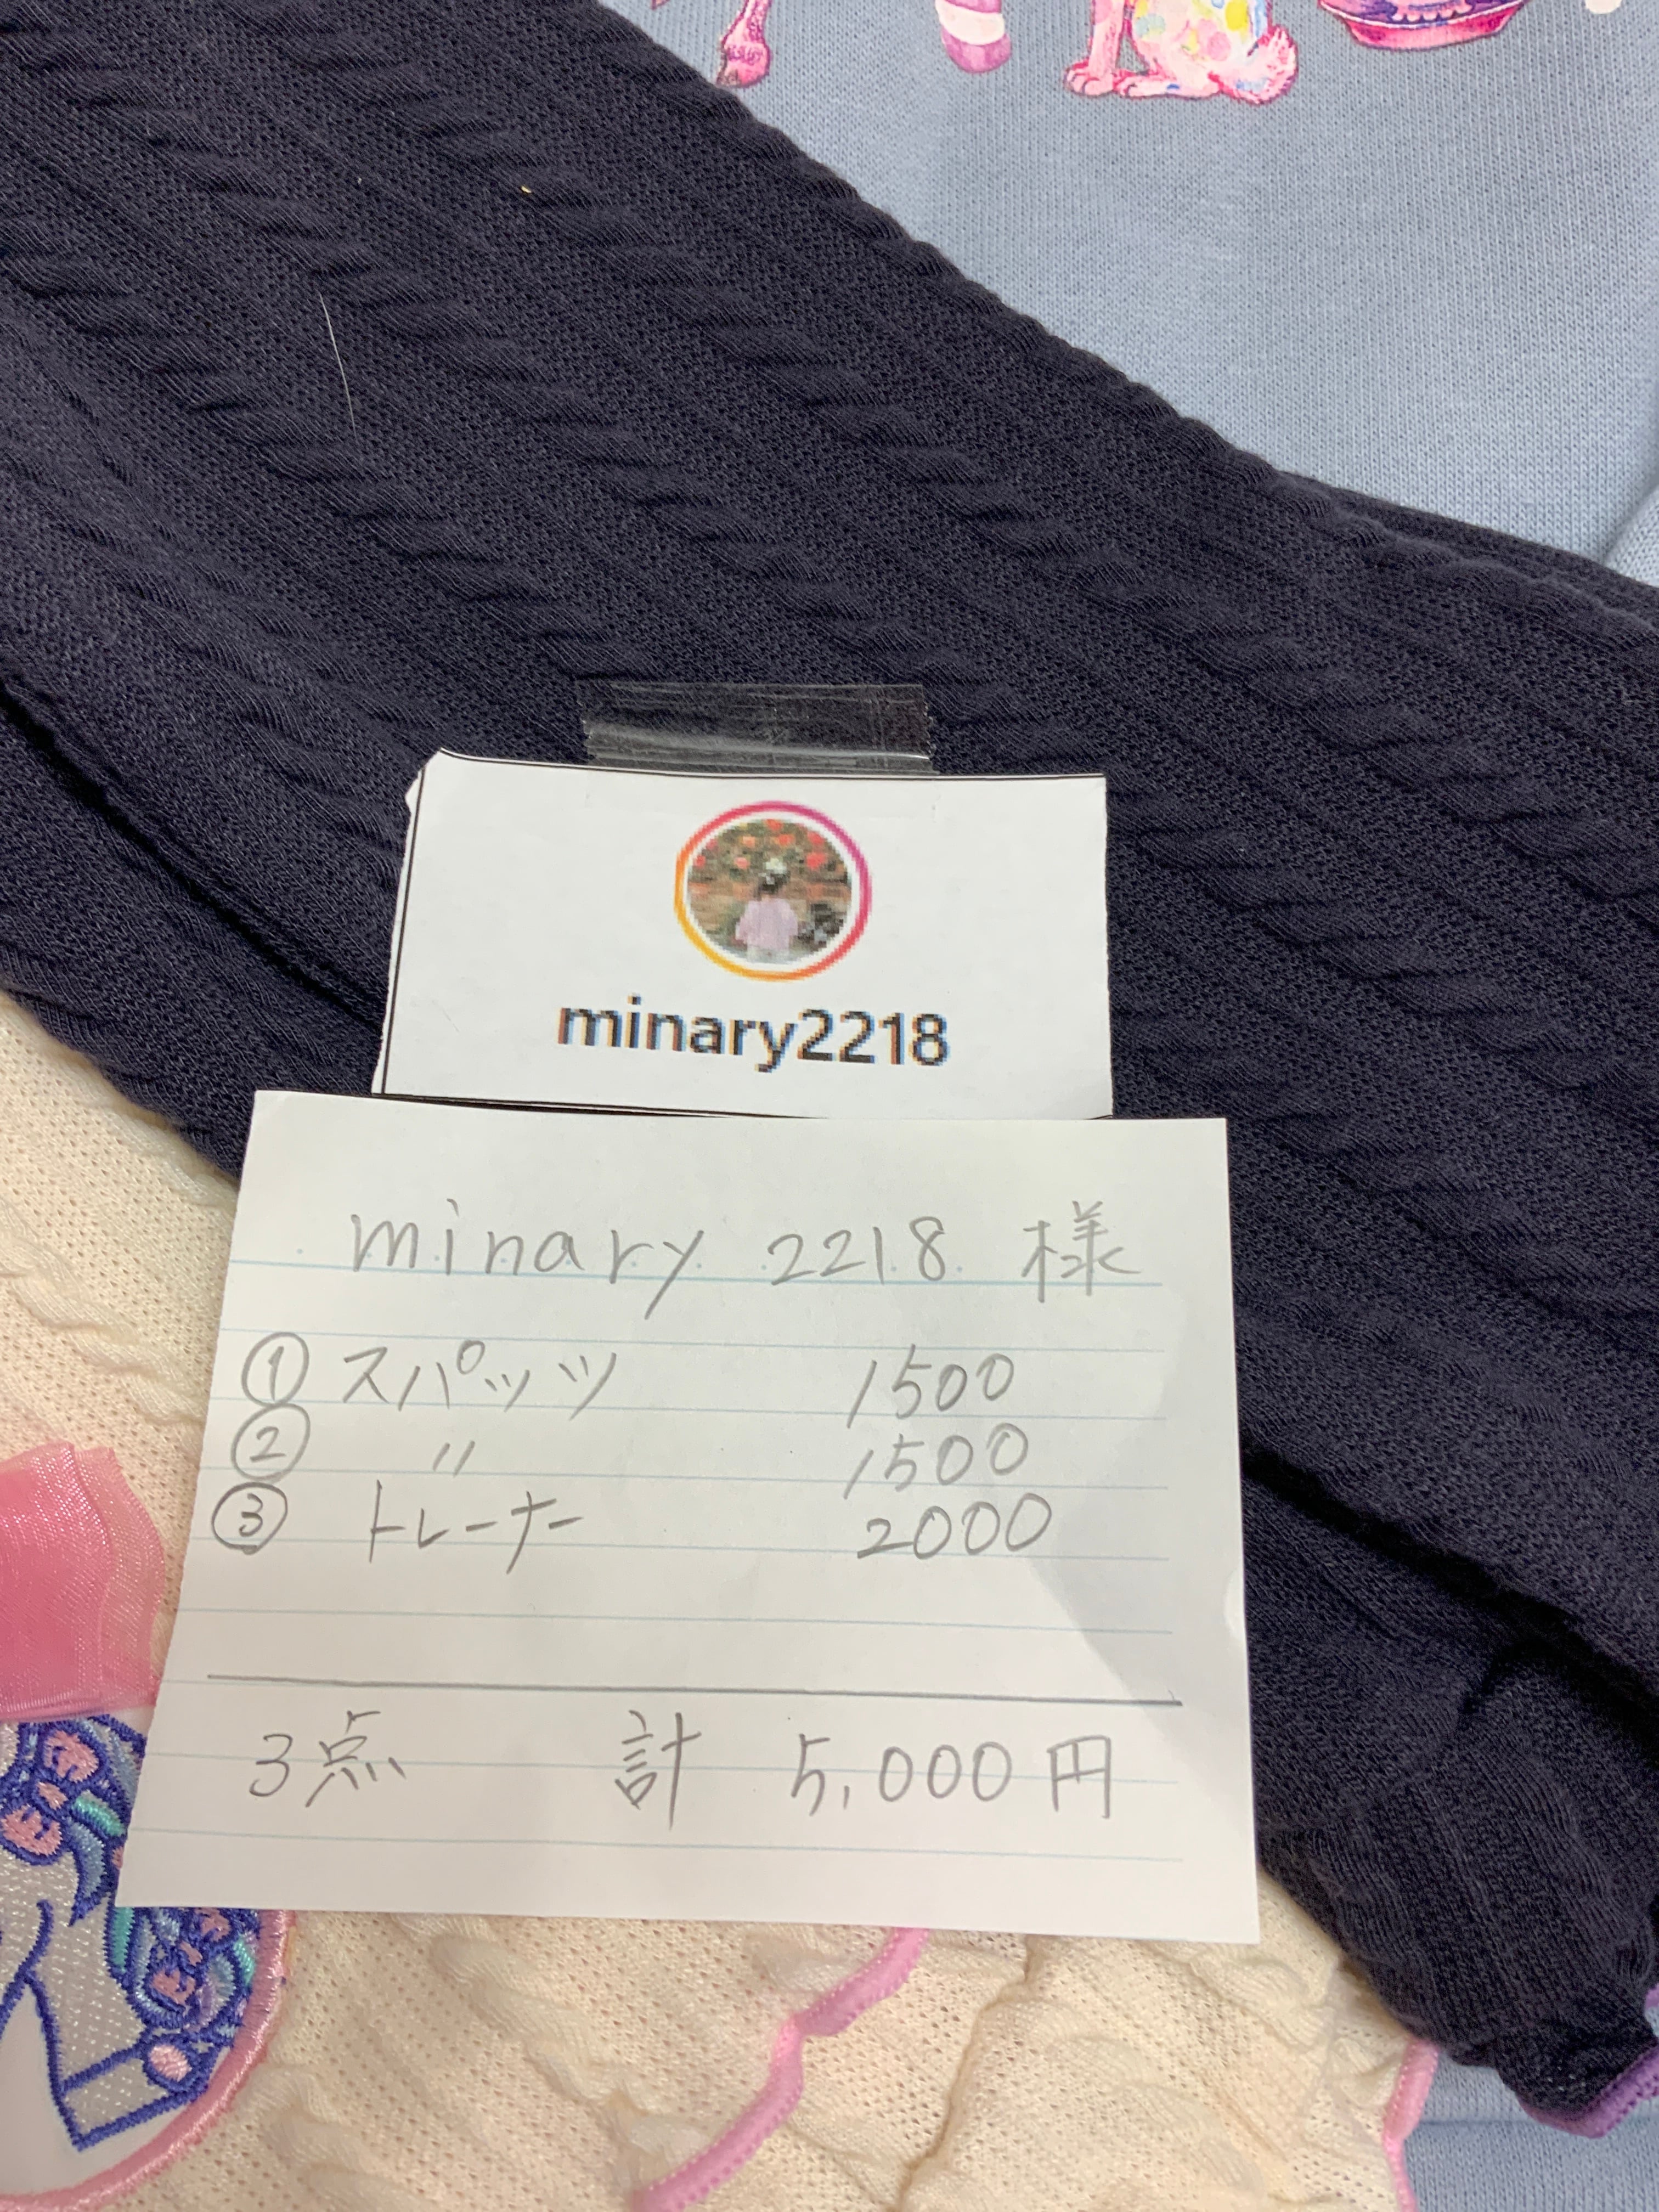 minary2218
minary 2218 様
① スパッツ 1500
② 〃 1500
③ トレーナー 2000
3点 計 5,000円